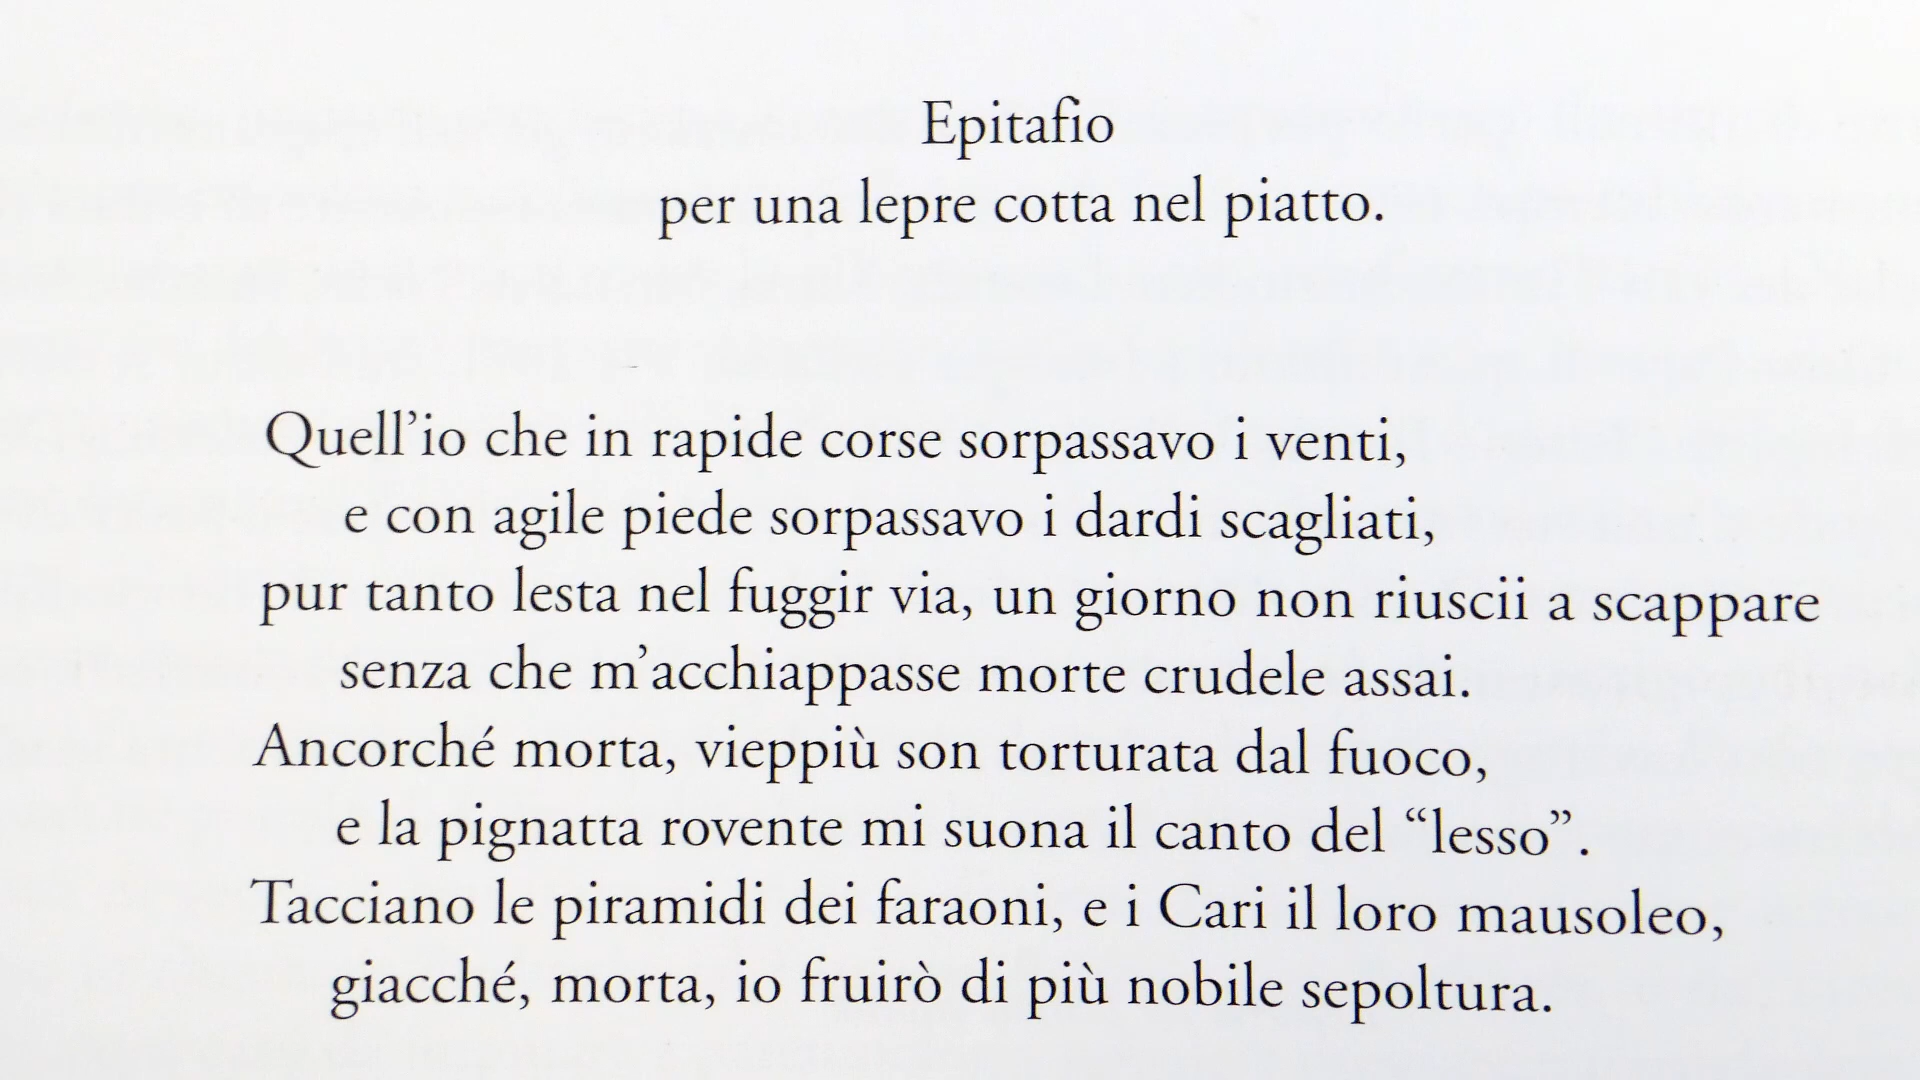 Epitafio
per una lepre cotta nel piatto.
Quell’io che in rapide corse sorpassavo i venti,
e con agile piede sorpassavo i dardi scagliati,
pur tanto lesta nel fuggir via, un giorno non riuscii a scappare
senza che m’acchiappasse morte crudele assai.
Ancorché morta, vieppiù son torturata dal fuoco,
e la pignatta rovente mi suona il canto del “lesso”.
Tacciano le piramidi dei faraoni, e i Cari il loro mausoleo,
giacché, morta, io fruirò di più nobile sepoltura.